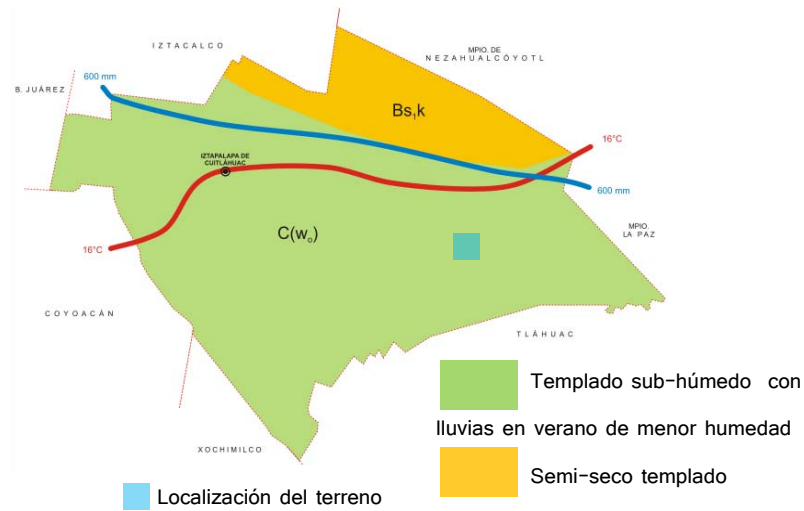 IZTACALCO
MPIO. DE
NEZAHUALCÓYOTL
B. JUÁREZ
600 mm
Bs₁k
16°C
IZTAPALAPA DE
CUITLÁHUAC
600 mm
C(w₀)
MPIO.
LA PAZ
16°C
COYOACÁN
TLÁHUAC
XOCHIMILCO
Templado sub-húmedo con
lluvias en verano de menor humedad
Semi-seco templado
Localización del terreno